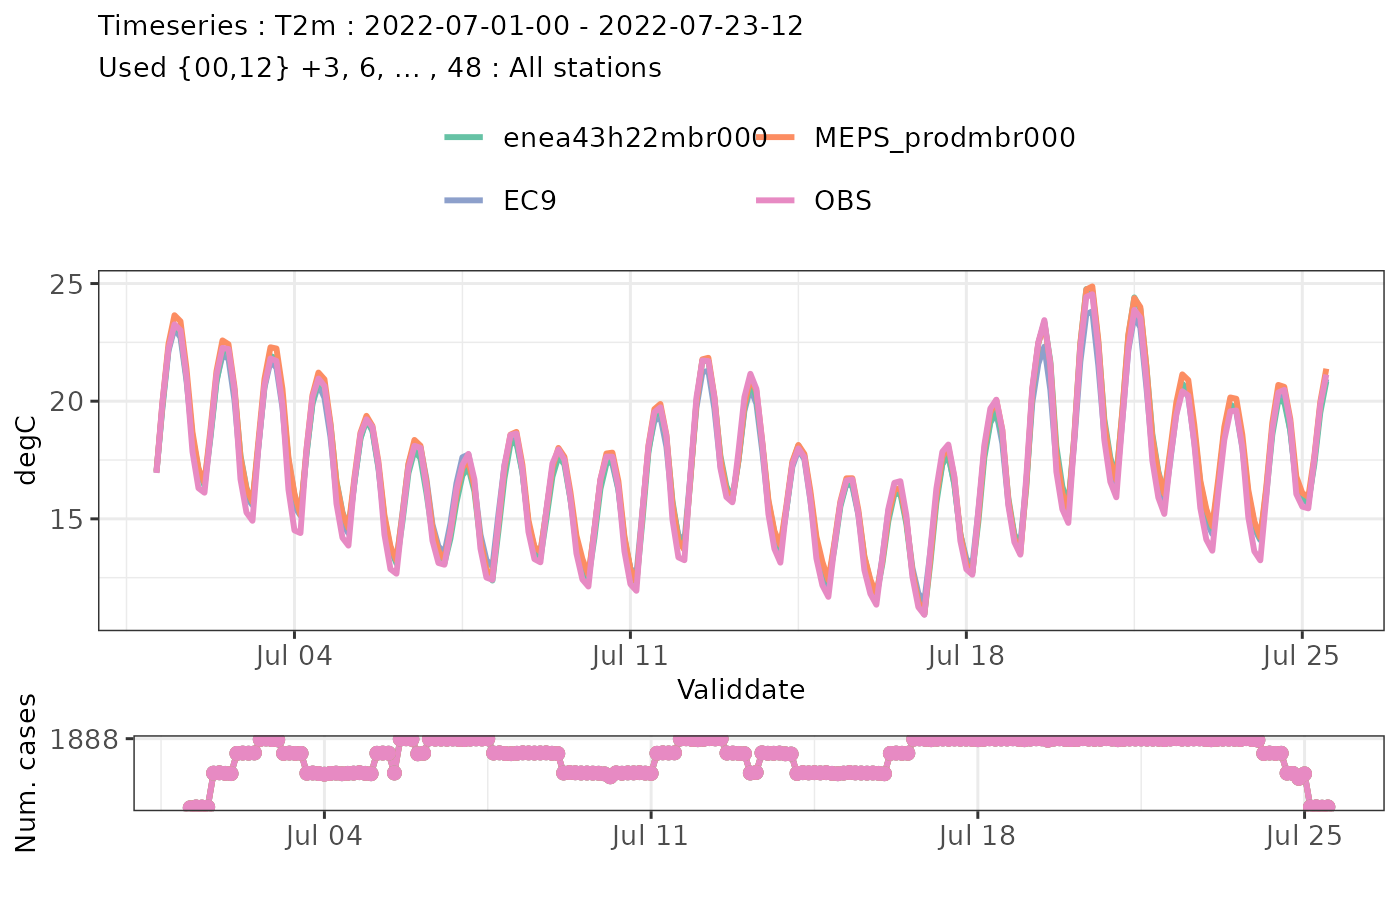 Timeseries : T2m : 2022-07-01-00 - 2022-07-23-12
Used {00,12} +3, 6, ... , 48 : All stations
enea43h22mbr000 MEPS_prodmbr000
EC9 OBS
degC
25
20
15
Jul 04 Jul 11 Jul 18 Jul 25
Validdate
Num. cases
1888
Jul 04 Jul 11 Jul 18 Jul 25